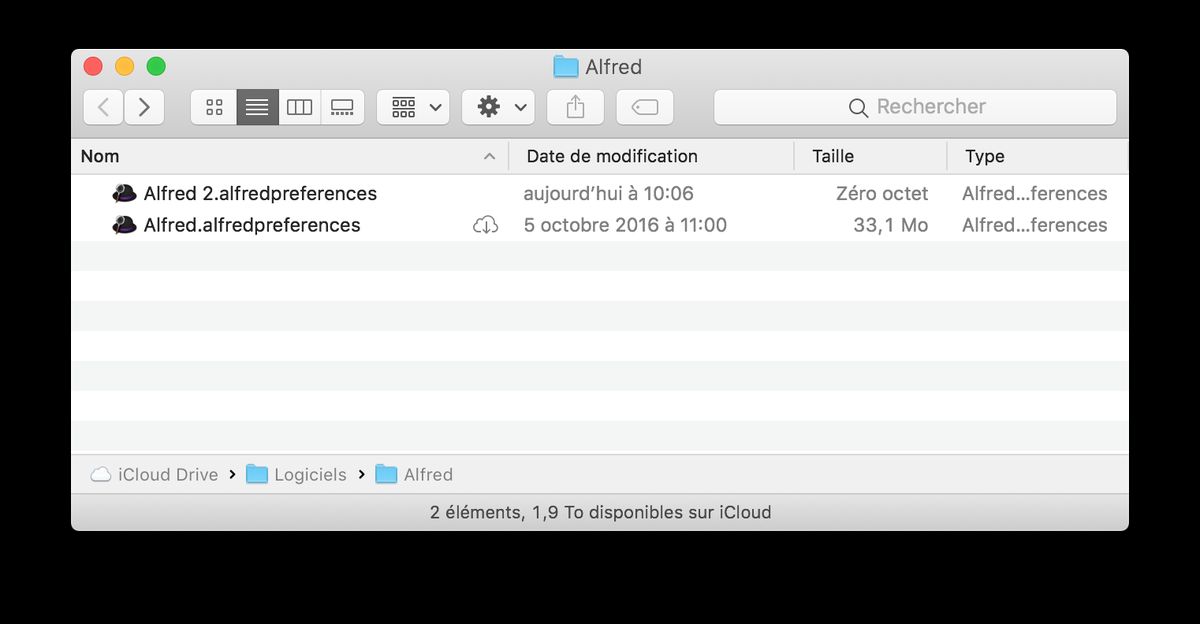 Alfred
Rechercher
Nom Date de modification Taille Type
Alfred 2.alfredpreferences aujourd’hui à 10:06 Zéro octet Alfred...ferences
Alfred.alfredpreferences 5 octobre 2016 à 11:00 33,1 Mo Alfred...ferences
iCloud Drive › Logiciels › Alfred
2 éléments, 1,9 To disponibles sur iCloud